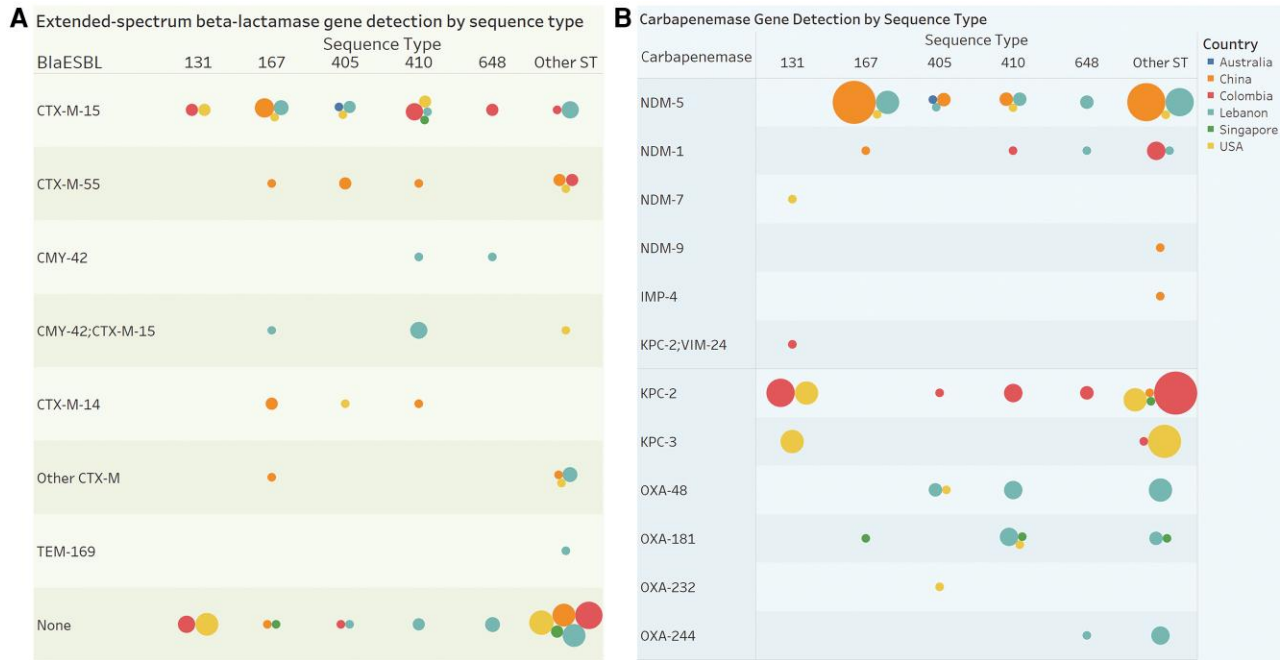 A
Extended-spectrum beta-lactamase gene detection by sequence type
Sequence Type
BlaESBL 131 167 405 410 648 Other ST
CTX-M-15
CTX-M-55
CMY-42
CMY-42;CTX-M-15
CTX-M-14
Other CTX-M
TEM-169
None
B
Carbapenemase Gene Detection by Sequence Type
Sequence Type
Carbapenemase 131 167 405 410 648 Other ST
NDM-5
NDM-1
NDM-7
NDM-9
IMP-4
KPC-2;VIM-24
KPC-2
KPC-3
OXA-48
OXA-181
OXA-232
OXA-244
Country
Australia
China
Colombia
Lebanon
Singapore
USA